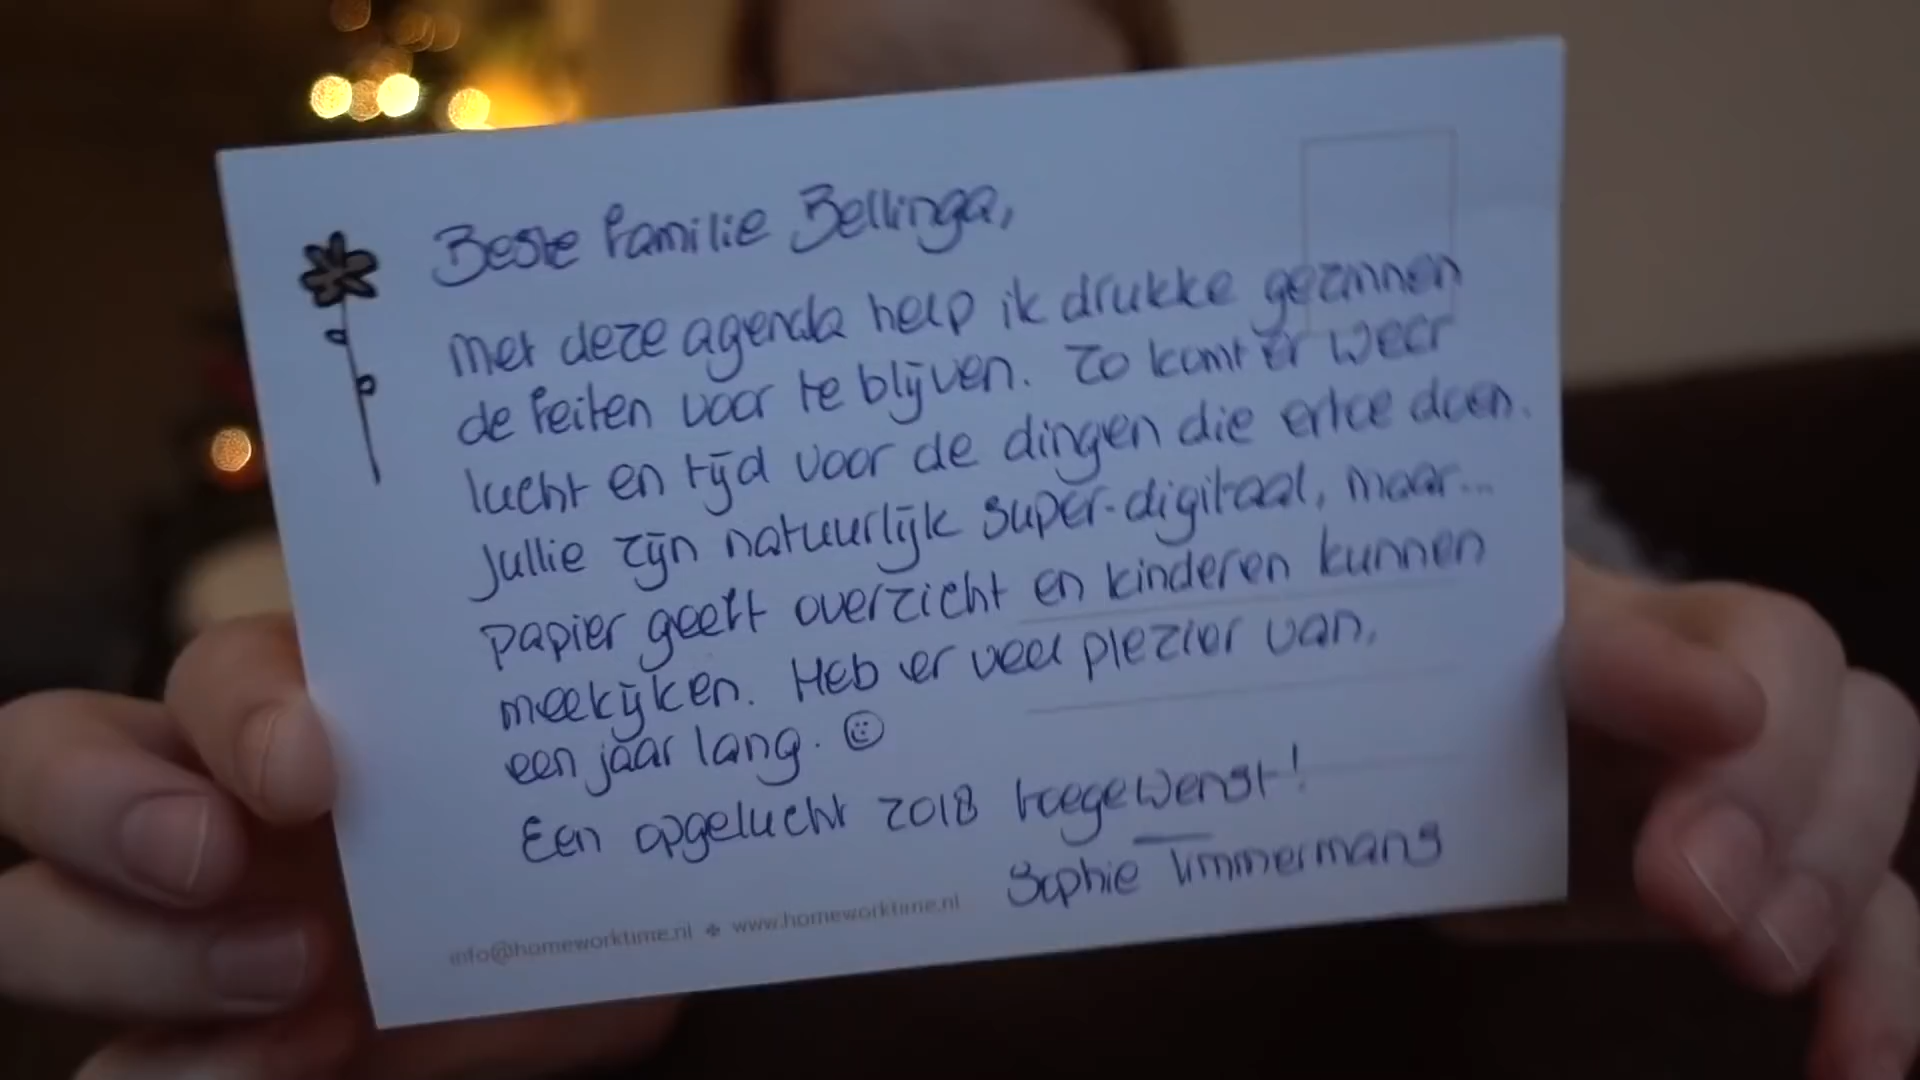 Beste familie Bellinga,
Met deze agenda help ik drukke gezinnen
de feiten voor te blijven. Zo komt er weer
lucht en tijd voor de dingen die ertoe doen.
Jullie zijn natuurlijk super-digitaal, maar...
papier geeft overzicht en kinderen kunnen
meekijken. Heb er veel plezier van,
een jaar lang. ☺
Een opgelucht 2018 toegewenst!
Sophie Timmermans
info@homeworktime.nl ❖ www.homeworktime.nl